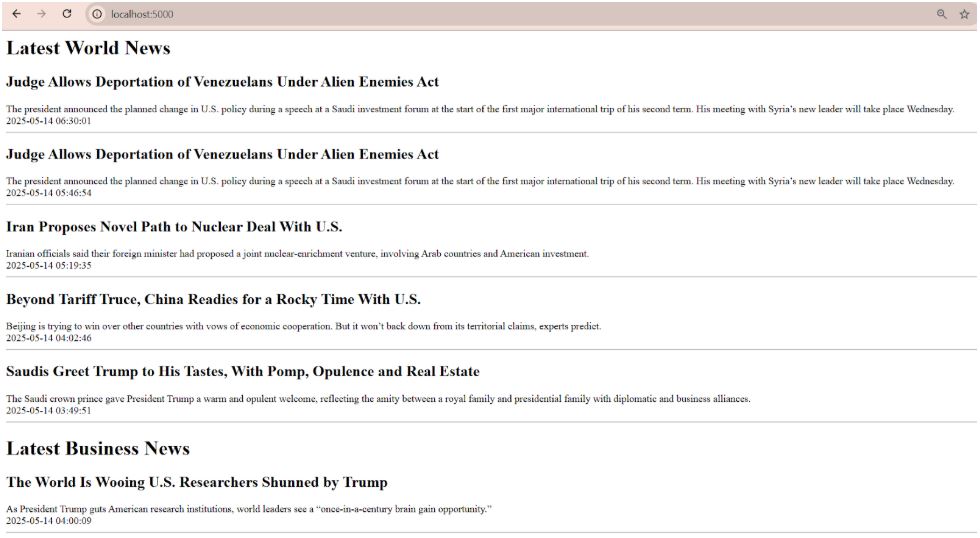 localhost:5000
Latest World News
Judge Allows Deportation of Venezuelans Under Alien Enemies Act
The president announced the planned change in U.S. policy during a speech at a Saudi investment forum at the start of the first major international trip of his second term. His meeting with Syria’s new leader will take place Wednesday.
2025-05-14 06:30:01
Judge Allows Deportation of Venezuelans Under Alien Enemies Act
The president announced the planned change in U.S. policy during a speech at a Saudi investment forum at the start of the first major international trip of his second term. His meeting with Syria’s new leader will take place Wednesday.
2025-05-14 05:46:54
Iran Proposes Novel Path to Nuclear Deal With U.S.
Iranian officials said their foreign minister had proposed a joint nuclear-enrichment venture, involving Arab countries and American investment.
2025-05-14 05:19:35
Beyond Tariff Truce, China Readies for a Rocky Time With U.S.
Beijing is trying to win over other countries with vows of economic cooperation. But it won’t back down from its territorial claims, experts predict.
2025-05-14 04:02:46
Saudis Greet Trump to His Tastes, With Pomp, Opulence and Real Estate
The Saudi crown prince gave President Trump a warm and opulent welcome, reflecting the amity between a royal family and presidential family with diplomatic and business alliances.
2025-05-14 03:49:51
Latest Business News
The World Is Wooing U.S. Researchers Shunned by Trump
As President Trump guts American research institutions, world leaders see a “once-in-a-century brain gain opportunity.”
2025-05-14 04:00:09